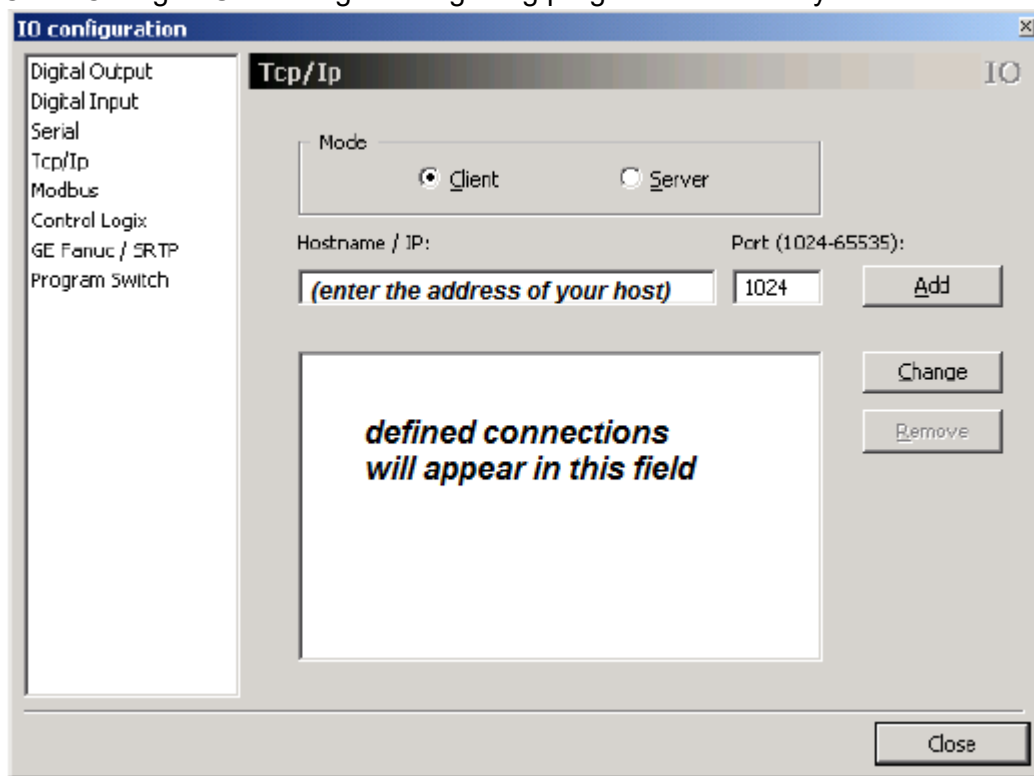 IO configuration
Digital Output
Digital Input
Serial
Tcp/Ip
Modbus
Control Logix
GE Fanuc / SRTP
Program Switch
Tcp/Ip
IO
Mode
Client
Server
Hostname / IP:
Port (1024-65535):
(enter the address of your host)
1024
Add
Change
defined connections
will appear in this field
Remove
Close